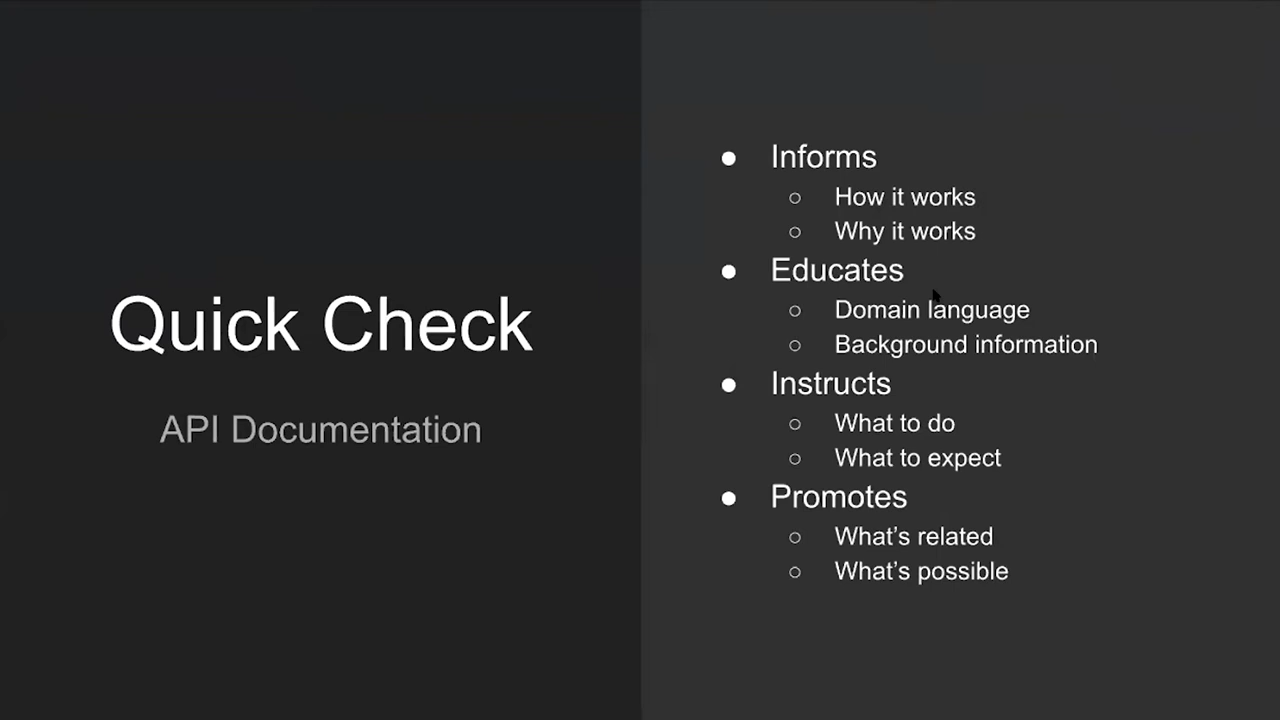 Quick Check
API Documentation
● Informs
○ How it works
○ Why it works
● Educates
○ Domain language
○ Background information
● Instructs
○ What to do
○ What to expect
● Promotes
○ What’s related
○ What’s possible